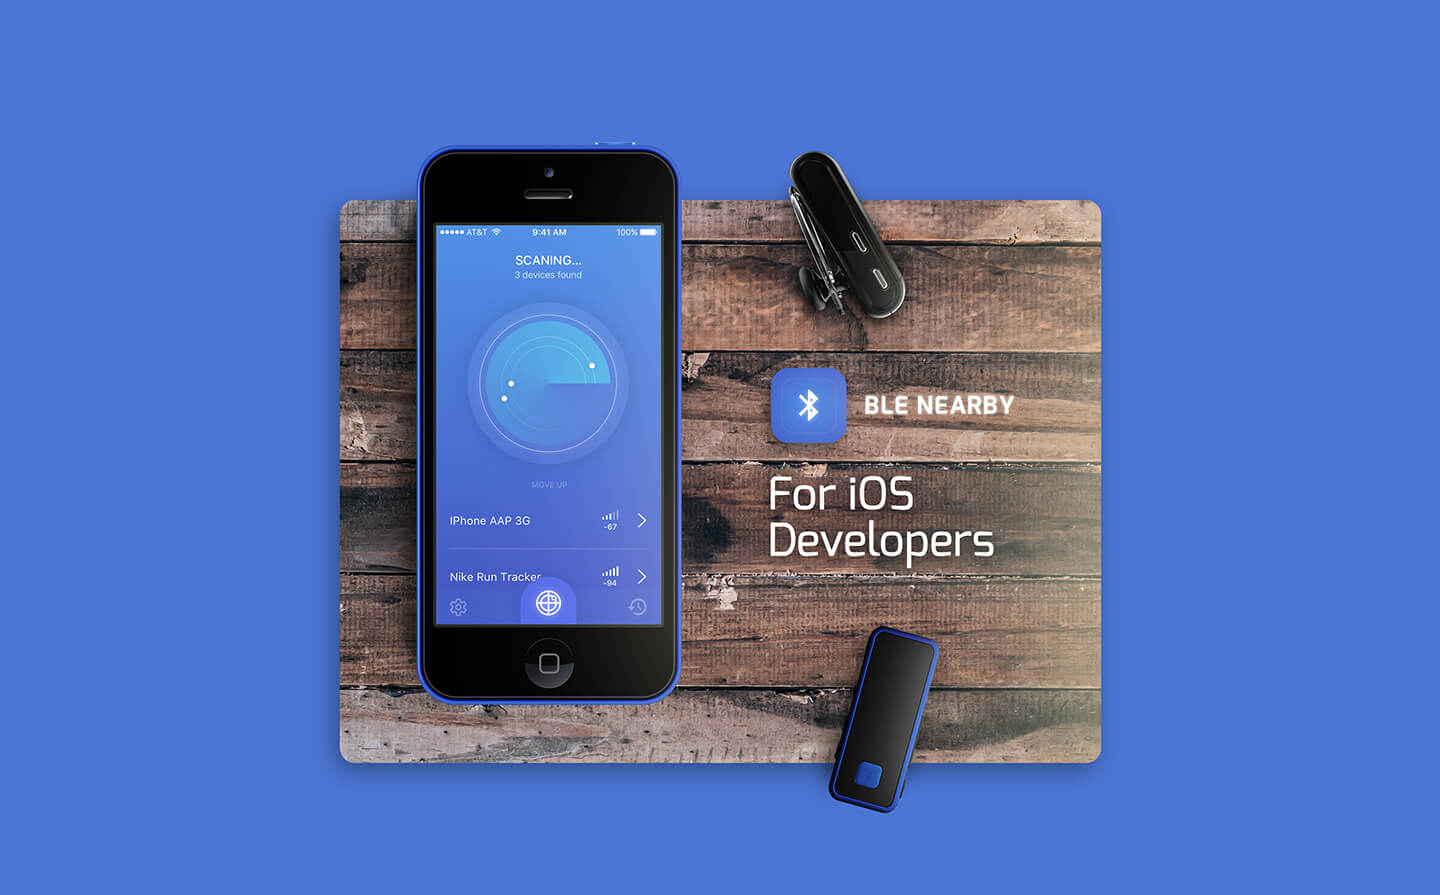 AT&T 9:41 AM 100%
SCANING...
3 devices found
MOVE UP
IPhone AAP 3G
-67
Nike Run Tracker
-94
BLE NEARBY
For iOS
Developers